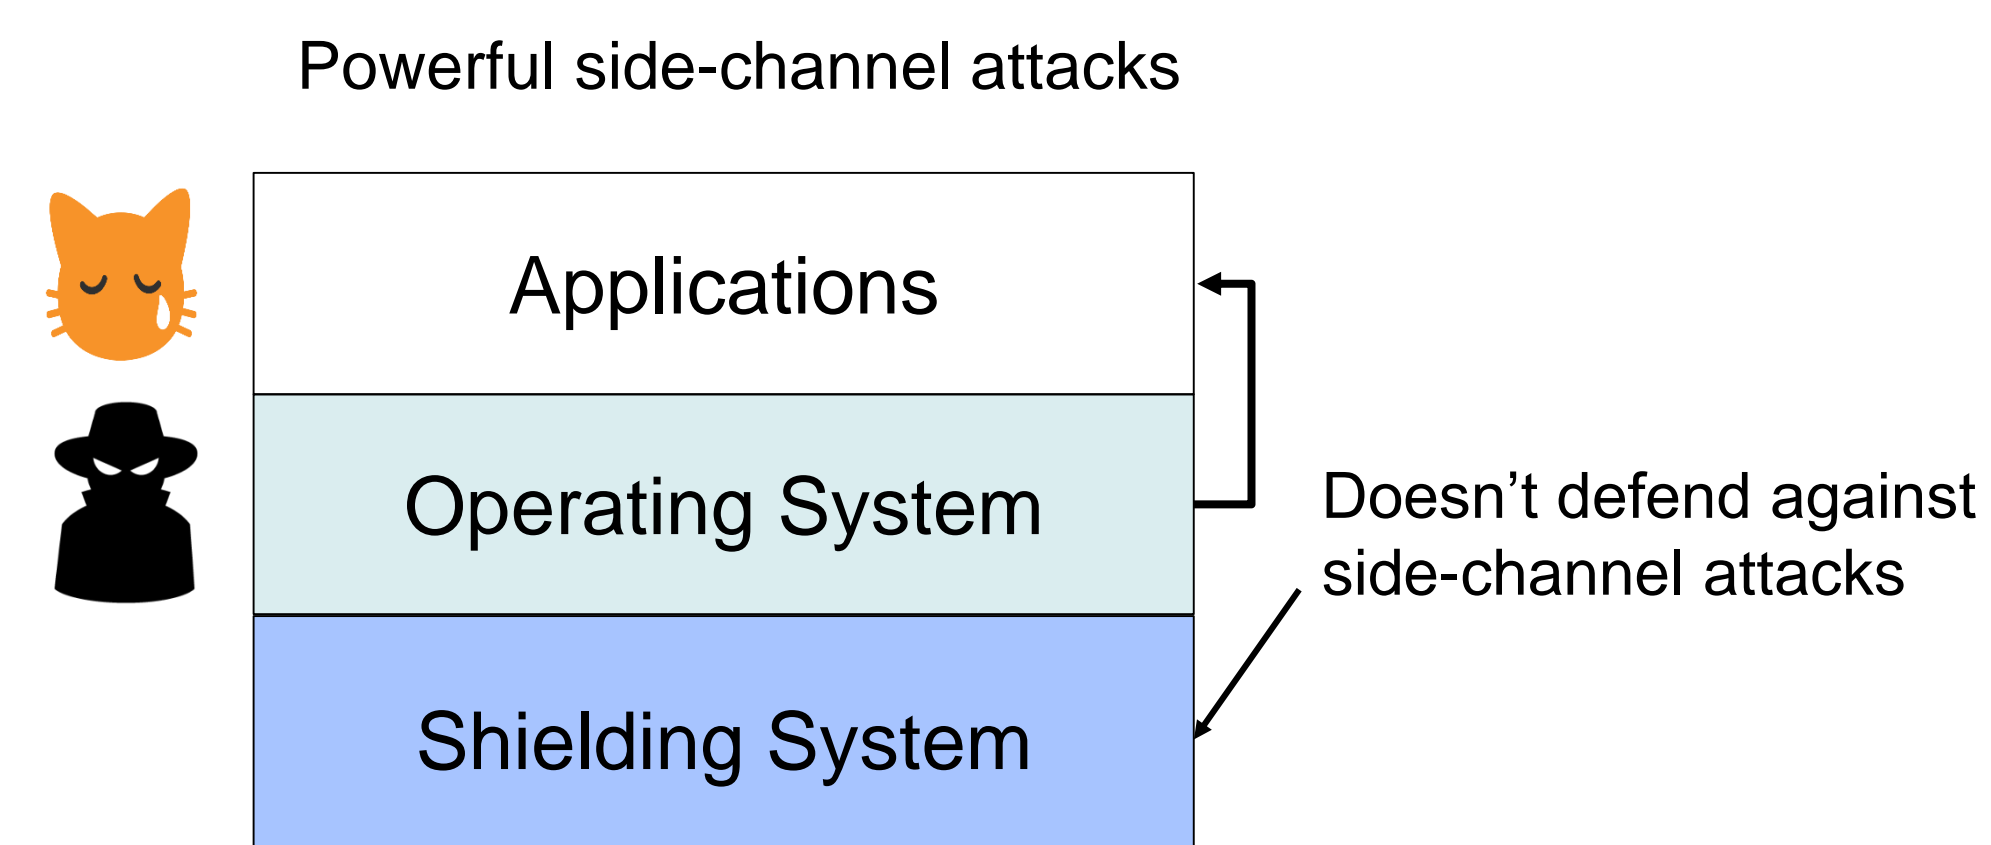 Powerful side-channel attacks
Applications
Operating System
Doesn’t defend against
side-channel attacks
Shielding System